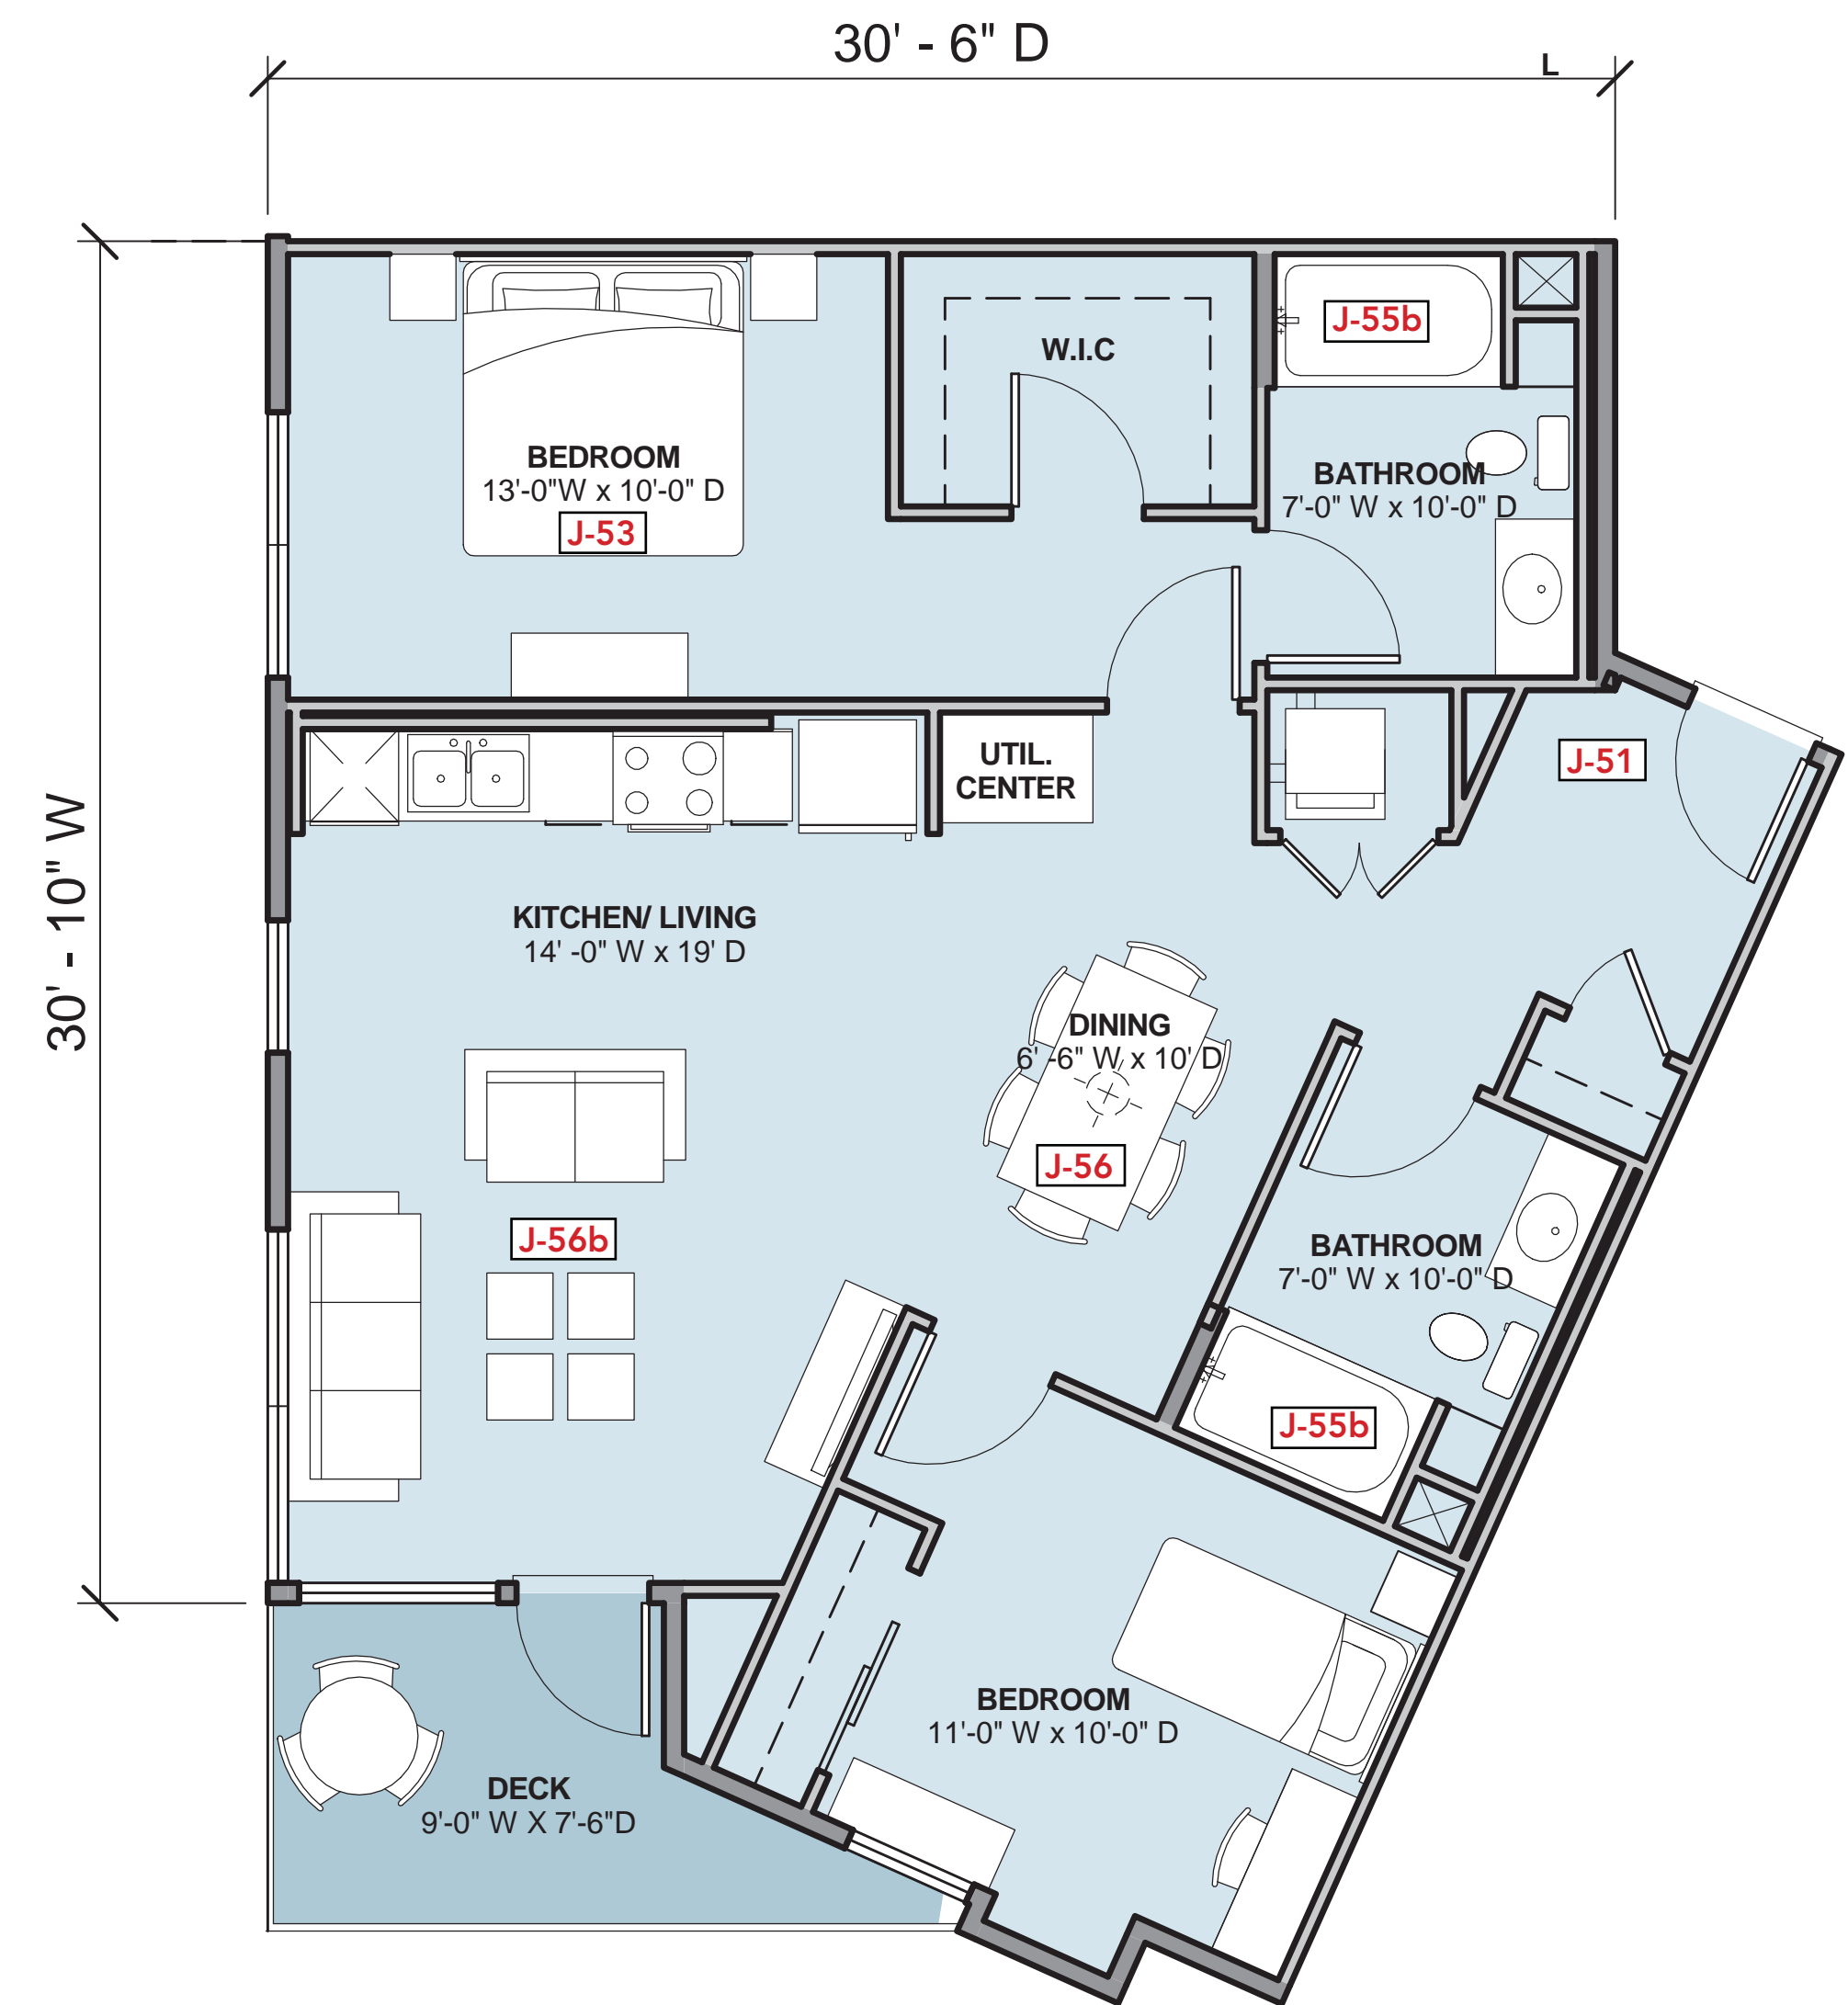 30' - 6" D
L
J-55b
W.I.C
BEDROOM
13'-0"W x 10'-0" D
J-53
BATHROOM
7'-0" W x 10'-0" D
UTIL.
CENTER
J-51
30' - 10" W
KITCHEN/ LIVING
14' -0" W x 19' D
DINING
6' -6" W x 10' D
J-56
J-56b
BATHROOM
7'-0" W x 10'-0" D
J-55b
BEDROOM
11'-0" W x 10'-0" D
DECK
9'-0" W X 7'-6"D